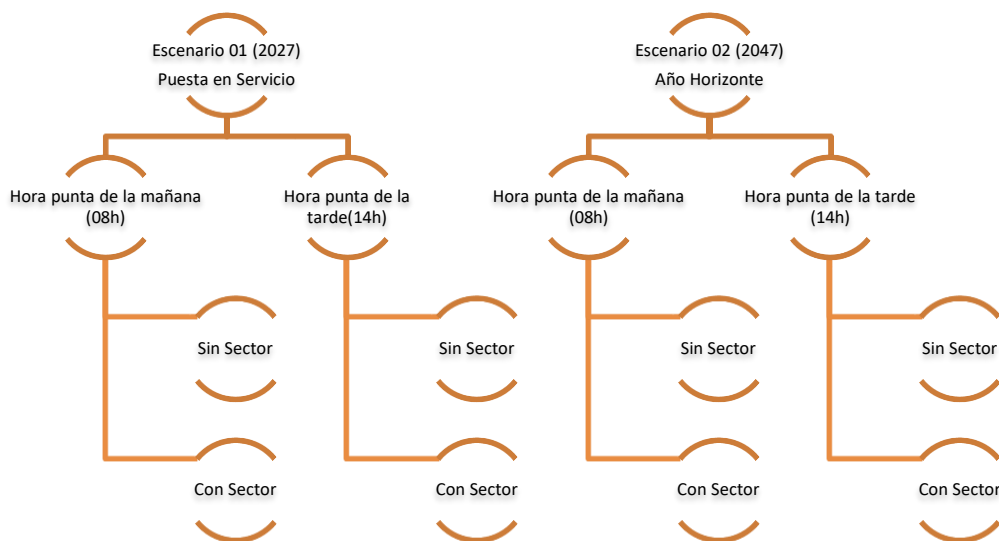 Escenario 01 (2027)
Puesta en Servicio
Escenario 02 (2047)
Año Horizonte
Hora punta de la mañana
(08h)
Hora punta de la
tarde(14h)
Hora punta de la mañana
(08h)
Hora punta de la tarde
(14h)
Sin Sector
Sin Sector
Sin Sector
Sin Sector
Con Sector
Con Sector
Con Sector
Con Sector